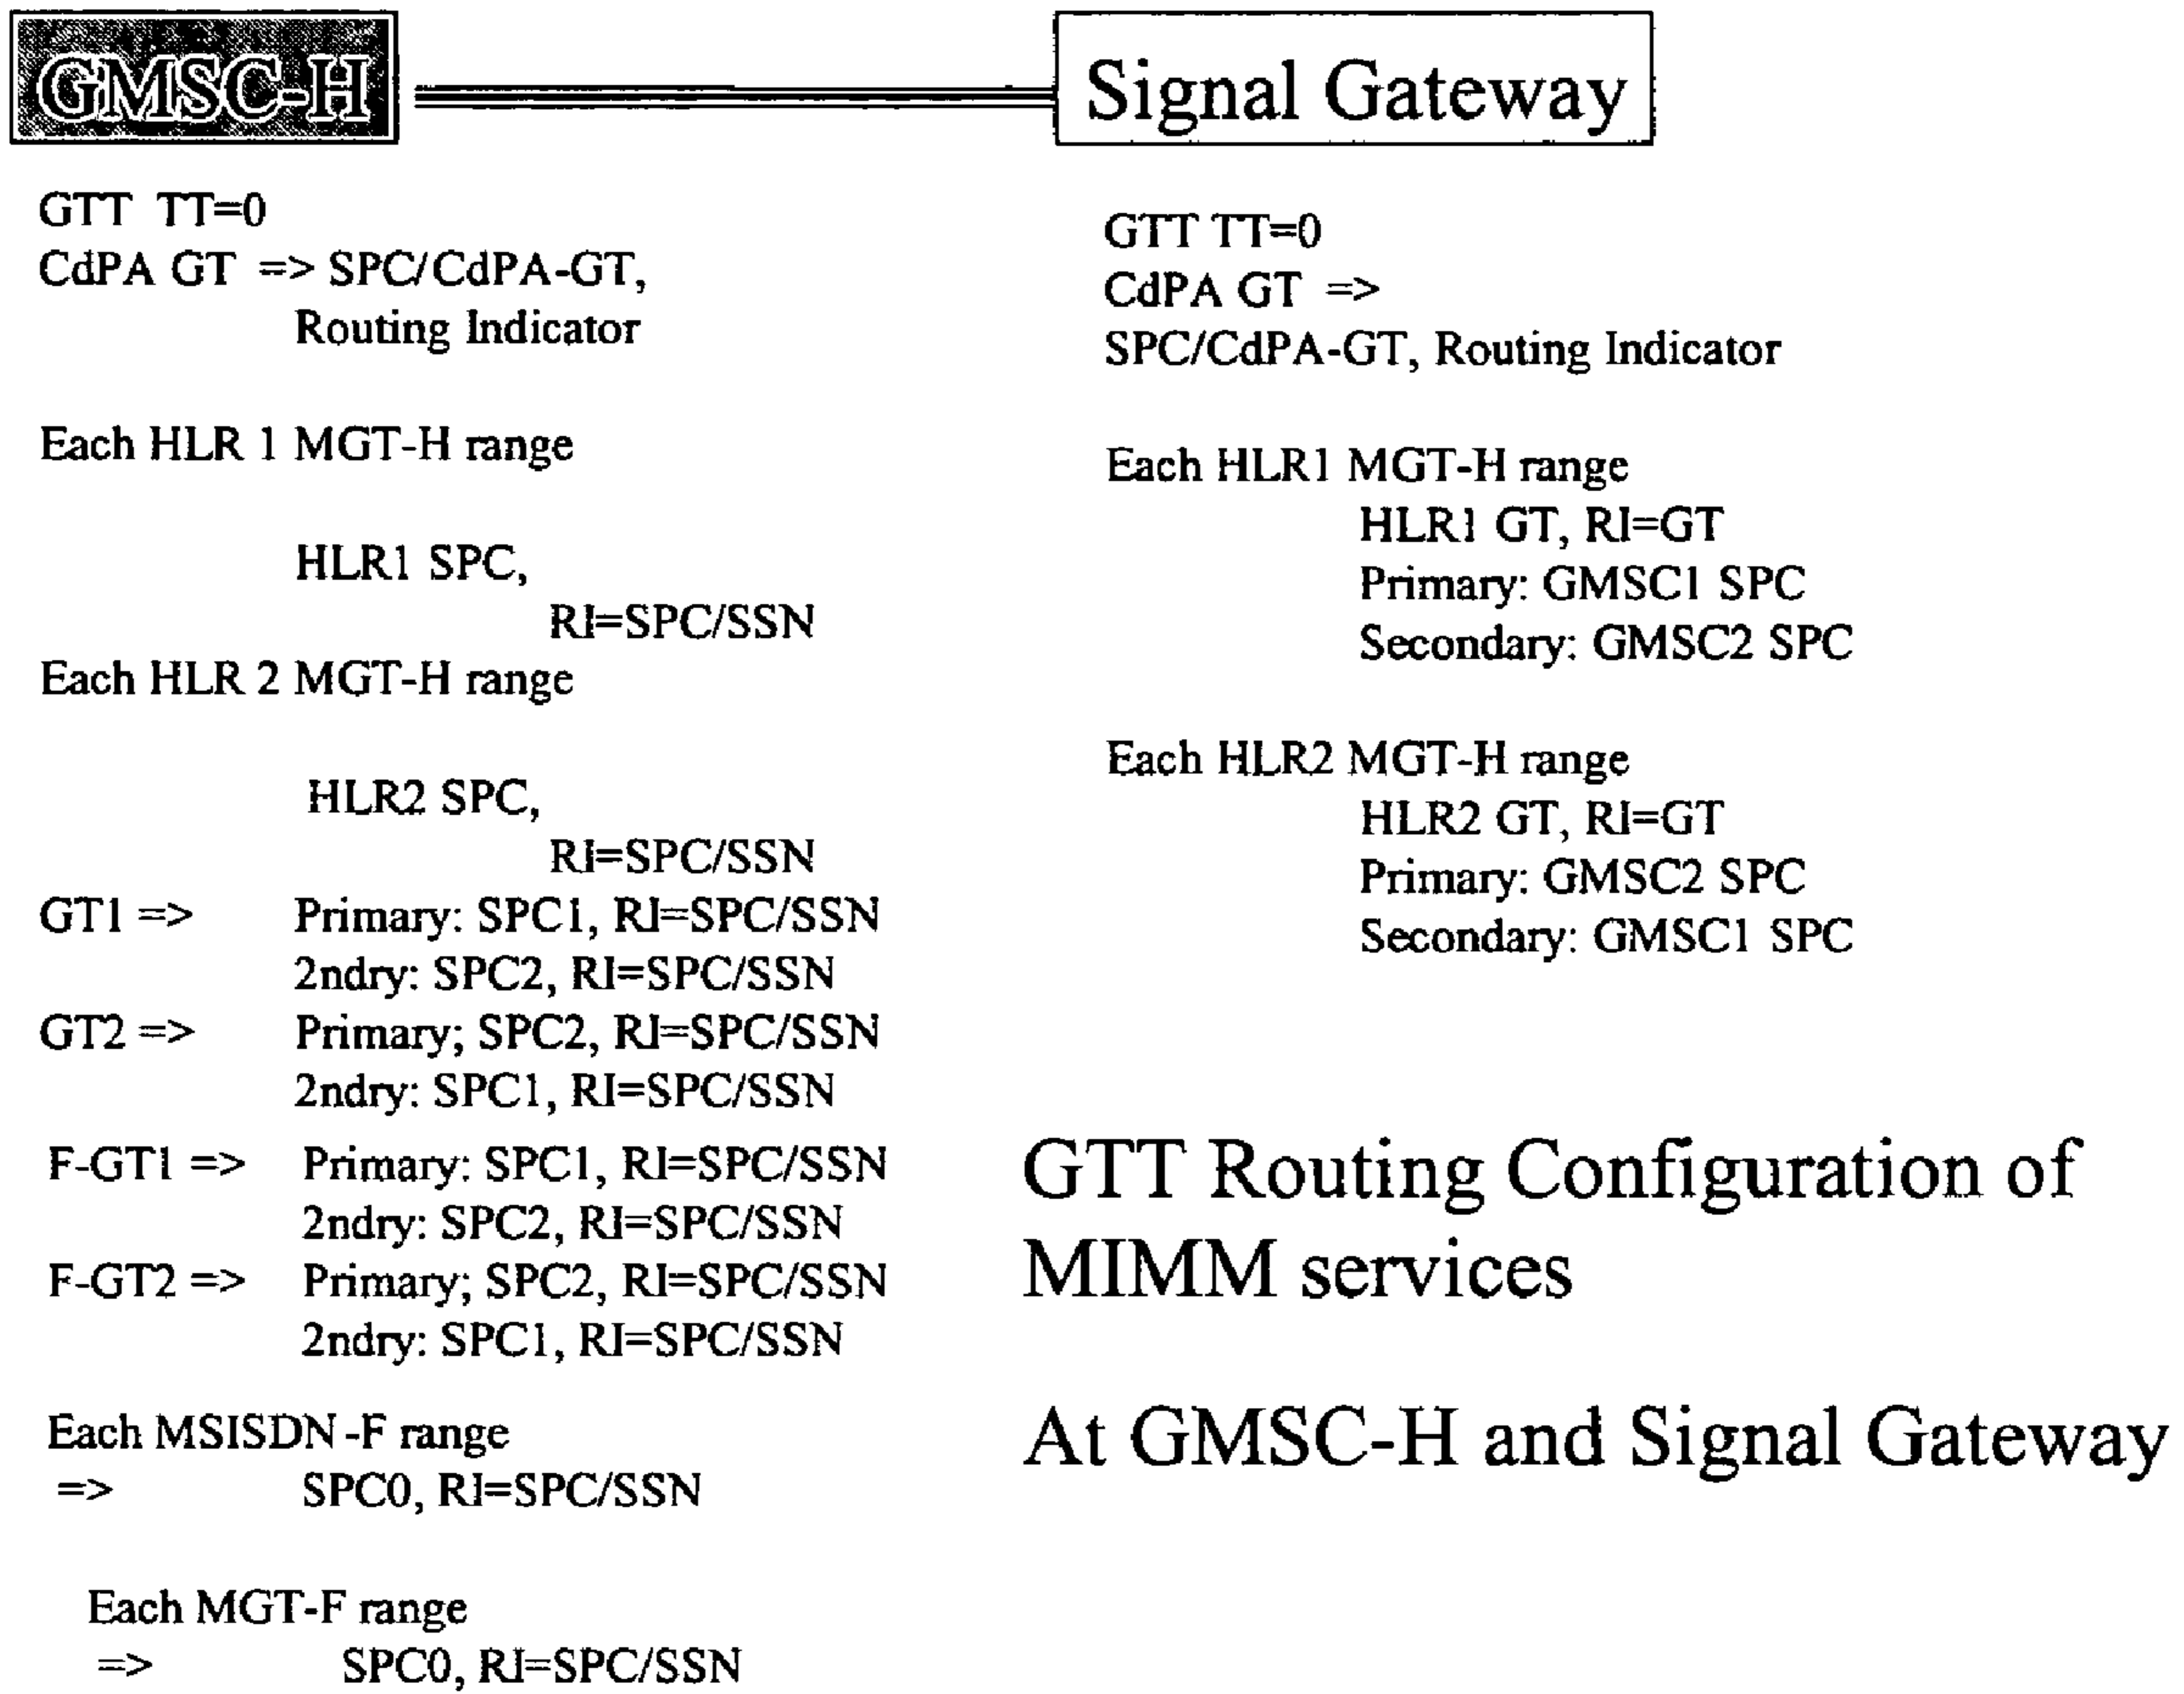 GMSC-H
Signal Gateway
GTT TT=0
CdPA GT => SPC/CdPA-GT,
Routing Indicator
Each HLR 1 MGT-H range
HLR1 SPC,
RI=SPC/SSN
Each HLR 2 MGT-H range
HLR2 SPC,
RI=SPC/SSN
GT1 => Primary: SPC1, RI=SPC/SSN
2ndry: SPC2, RI=SPC/SSN
GT2 => Primary; SPC2, RI=SPC/SSN
2ndry: SPC1, RI=SPC/SSN
F-GT1 => Primary: SPC1, RI=SPC/SSN
2ndry: SPC2, RI=SPC/SSN
F-GT2 => Primary; SPC2, RI=SPC/SSN
2ndry: SPC1, RI=SPC/SSN
Each MSISDN-F range
=> SPC0, RI=SPC/SSN
Each MGT-F range
=> SPC0, RI=SPC/SSN
GTT TT=0
CdPA GT =>
SPC/CdPA-GT, Routing Indicator
Each HLR1 MGT-H range
HLR1 GT, RI=GT
Primary: GMSC1 SPC
Secondary: GMSC2 SPC
Each HLR2 MGT-H range
HLR2 GT, RI=GT
Primary: GMSC2 SPC
Secondary: GMSC1 SPC
GTT Routing Configuration of
MIMM services
At GMSC-H and Signal Gateway